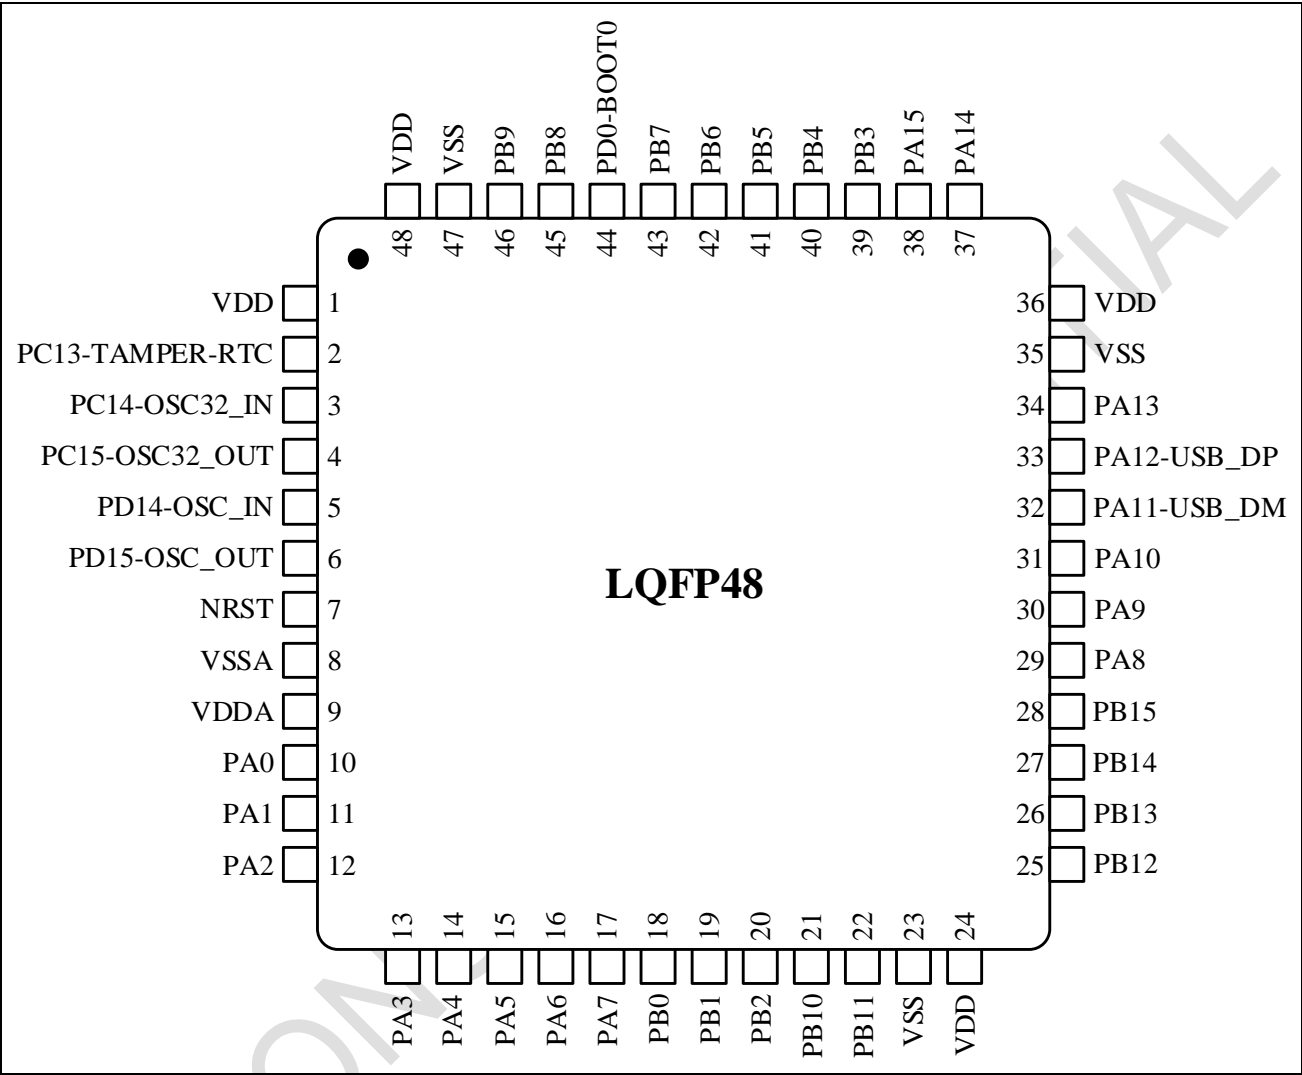 VDD
VSS
PB9
PB8
PD0-BOOT0
PB7
PB6
PB5
PB4
PB3
PA15
PA14
48
47
46
45
44
43
42
41
40
39
38
37
VDD 1
PC13-TAMPER-RTC 2
PC14-OSC32_IN 3
PC15-OSC32_OUT 4
PD14-OSC_IN 5
PD15-OSC_OUT 6
NRST 7
VSSA 8
VDDA 9
PA0 10
PA1 11
PA2 12
LQFP48
36 VDD
35 VSS
34 PA13
33 PA12-USB_DP
32 PA11-USB_DM
31 PA10
30 PA9
29 PA8
28 PB15
27 PB14
26 PB13
25 PB12
13
14
15
16
17
18
19
20
21
22
23
24
PA3
PA4
PA5
PA6
PA7
PB0
PB1
PB2
PB10
PB11
VSS
VDD